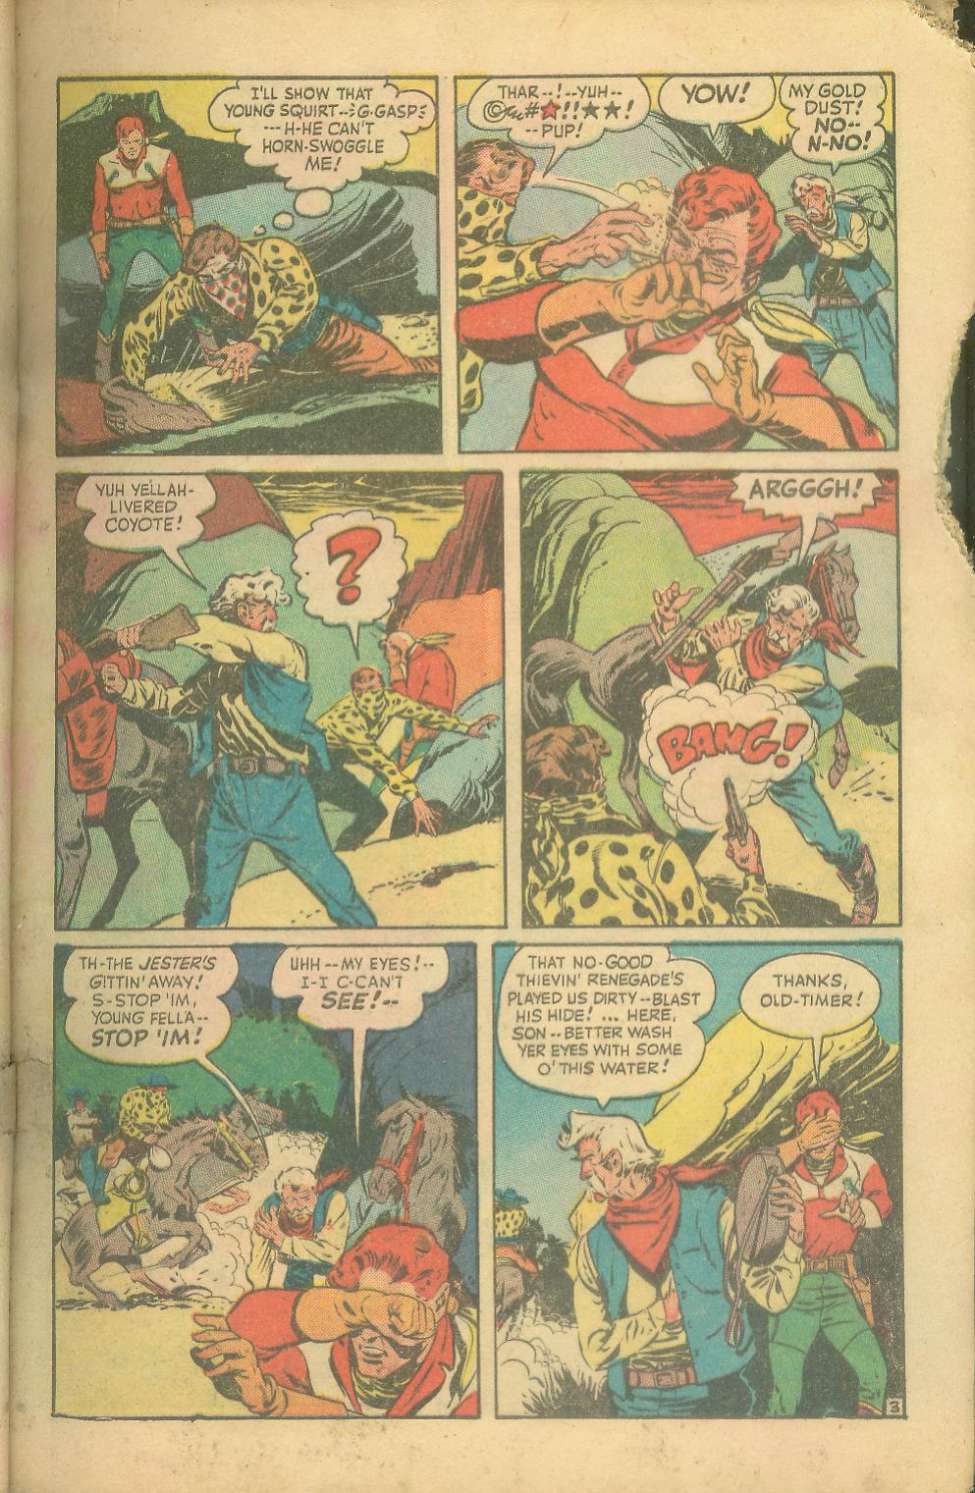 I'LL SHOW THAT
YOUNG SQUIRT--G-GASP
---H-HE CAN'T
HORN-SWOGGLE
ME!
THAR--!--YUH--
#★!!★★!
--PUP!
YOW!
MY GOLD
DUST!
NO--
N-NO!
YUH YELLAH-
LIVERED
COYOTE!
?
ARGGGH!
BANG!
TH-THE JESTER'S
GITTIN' AWAY!
S-STOP 'IM,
YOUNG FELLA--
STOP 'IM!
UHH--MY EYES!--
I-I C-CAN'T
SEE!--
THAT NO-GOOD
THIEVIN' RENEGADE'S
PLAYED US DIRTY--BLAST
HIS HIDE! ... HERE,
SON--BETTER WASH
YER EYES WITH SOME
O' THIS WATER!
THANKS,
OLD-TIMER!
3